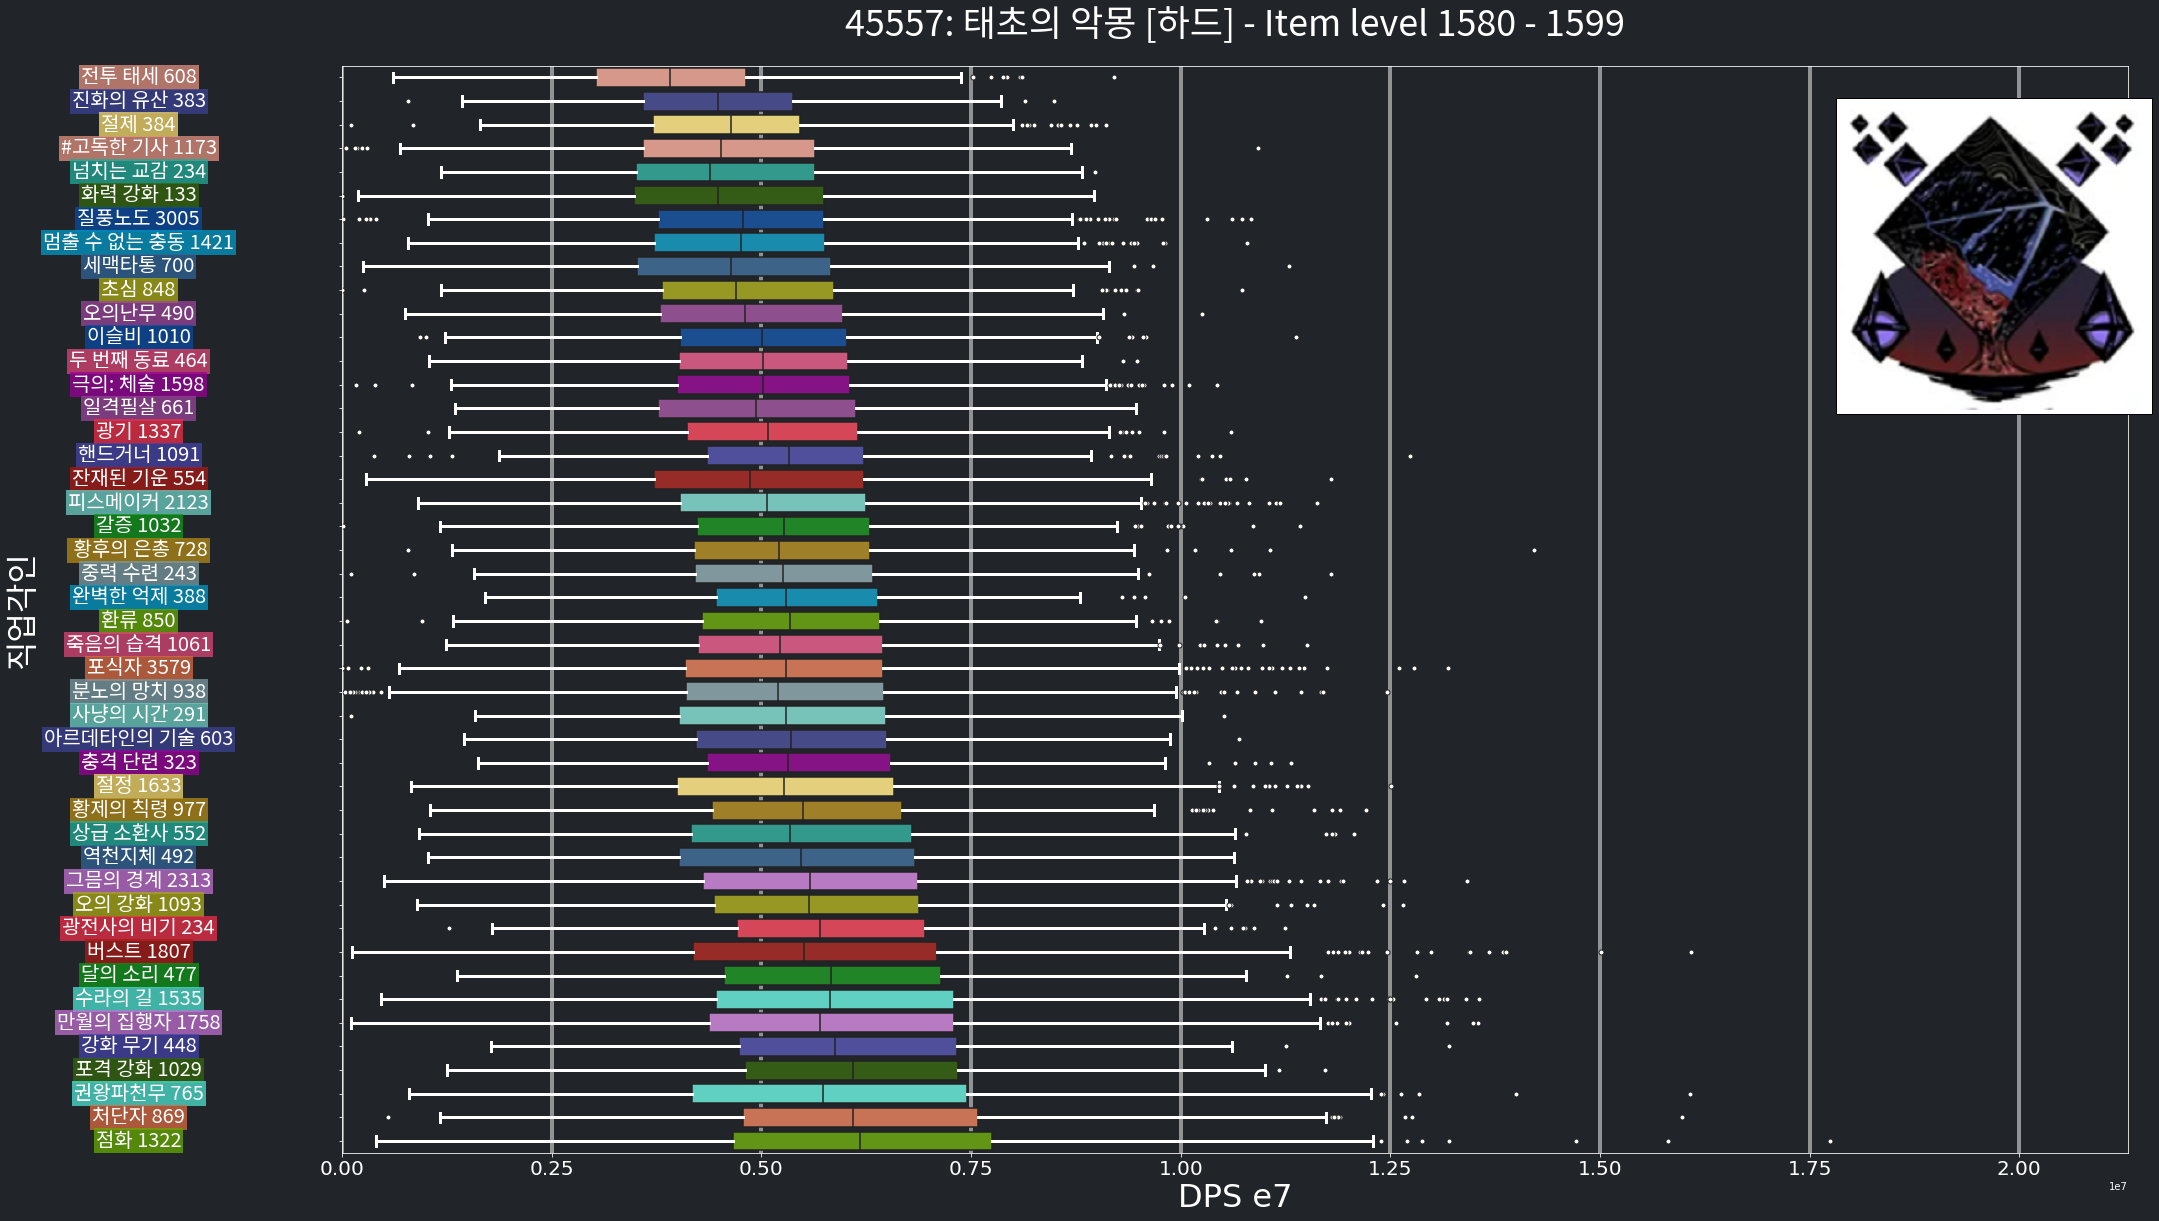 45557: 태초의 악몽 [하드] - Item level 1580 - 1599
전투 태세 608
진화의 유산 383
절제 384
#고독한 기사 1173
넘치는 교감 234
화력 강화 133
질풍노도 3005
멈출 수 없는 충동 1421
세맥타통 700
초심 848
오의난무 490
이슬비 1010
두 번째 동료 464
극의: 체술 1598
일격필살 661
광기 1337
핸드거너 1091
잔재된 기운 554
피스메이커 2123
갈증 1032
황후의 은총 728
중력 수련 243
완벽한 억제 388
환류 850
죽음의 습격 1061
포식자 3579
분노의 망치 938
사냥의 시간 291
아르데타인의 기술 603
충격 단련 323
절정 1633
황제의 칙령 977
상급 소환사 552
역천지체 492
그믐의 경계 2313
오의 강화 1093
광전사의 비기 234
버스트 1807
달의 소리 477
수라의 길 1535
만월의 집행자 1758
강화 무기 448
포격 강화 1029
권왕파천무 765
처단자 869
점화 1322
직업각인
0.00 0.25 0.50 0.75 1.00 1.25 1.50 1.75 2.00
DPS e7
1e7